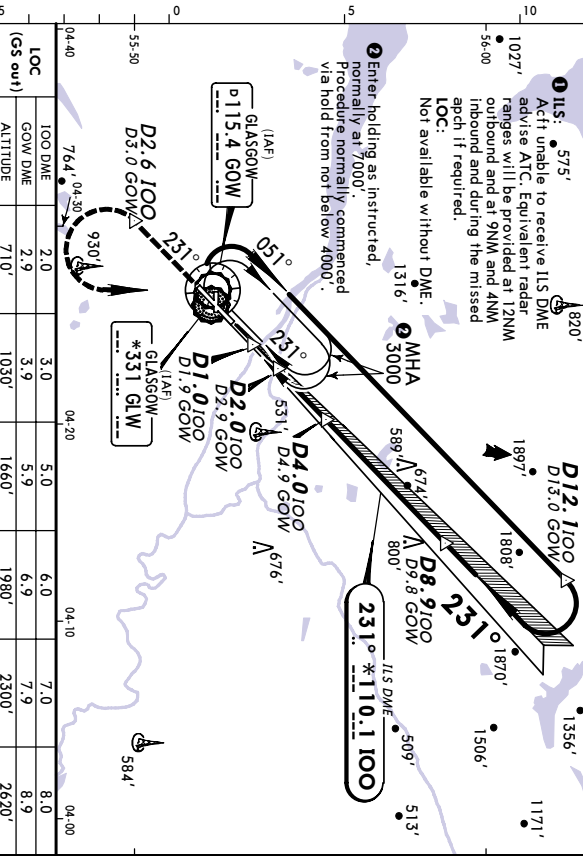 5
0
5
10
04-40
55-50
56-00
1027'
❶ ILS: 575'
Acft unable to receive ILS DME
advise ATC. Equivalent radar
ranges will be provided at 12NM
outbound and at 9NM and 4NM
inbound and during the missed
apch if required.
LOC:
Not available without DME.
❷ Enter holding as instructed,
normally at 7000'.
Procedure normally commenced
via hold from not below 4000'.
820'
1316'
❷ MHA
3000
(IAF)
GLASGOW
D115.4 GOW
D2.6 IOO
D3.0 GOW
764' 04-30
930'
231°
051°
231°
(IAF)
GLASGOW
*331 GLW
D1.0 IOO
D1.9 GOW
D2.0 IOO
D2.9 GOW
531'
04-20
D4.0 IOO
D4.9 GOW
589'
674'
1897'
D12.1 IOO
D13.0 GOW
1808'
D8.9 IOO
D9.8 GOW
800'
676'
231°
1870'
04-10
ILS DME
231° *110.1 IOO
1356'
1506'
509'
584'
513'
1171'
04-00
LOC
(GS out)
IOO DME 2.0 3.0 5.0 6.0 7.0 8.0
GOW DME 2.9 3.9 5.9 6.9 7.9 8.9
ALTITUDE 710' 1030' 1660' 1980' 2300' 2620'